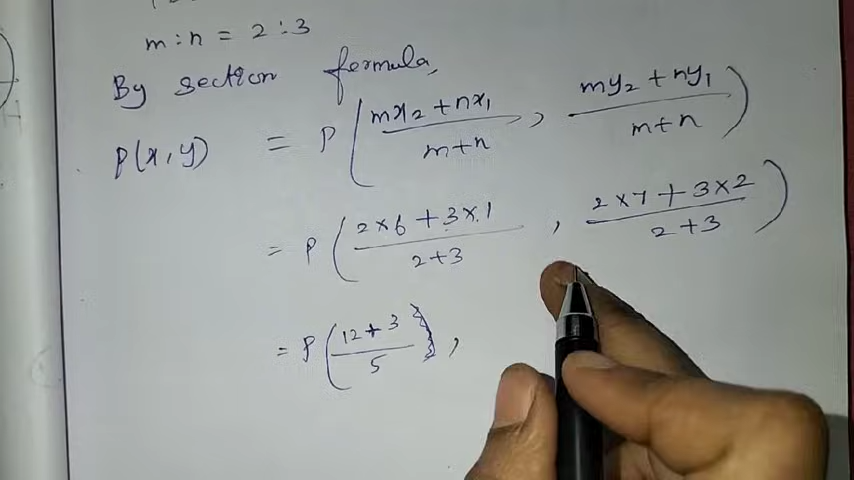 m : n = 2 : 3
By section formula,
P(x, y) = P( (mx₂ + nx₁)/(m+n) , (my₂ + ny₁)/(m+n) )
= P( (2×6 + 3×1)/(2+3) , (2×7 + 3×2)/(2+3) )
= P( (12 + 3)/5 ,